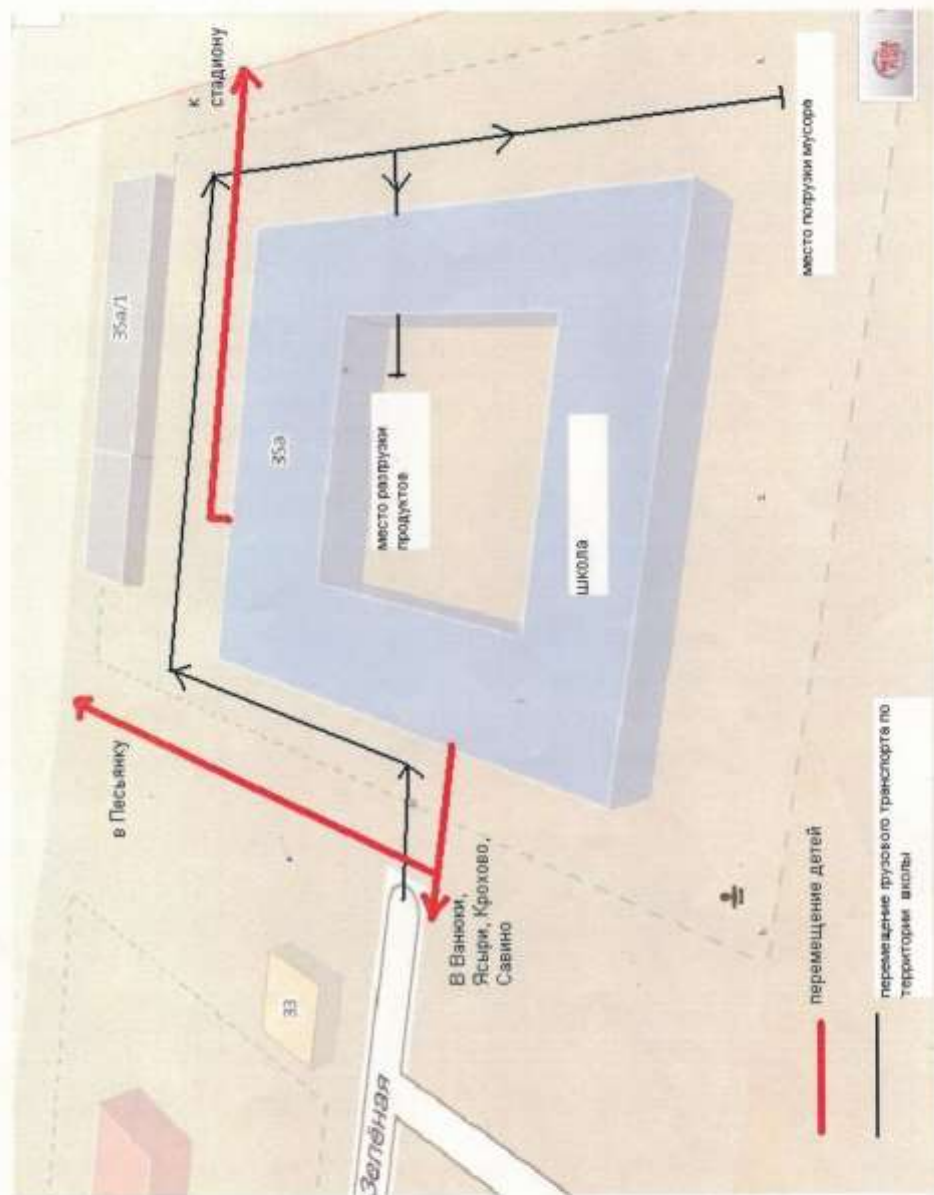 к
стадиону
35а/1
в Песьянку
35а
место разгрузки
продуктов
школа
место погрузки мусора
33
В Ванюки,
Ясыри, Крохово,
Савино
Зелёная
перемещение детей
перемещение грузового транспорта по
территории школы